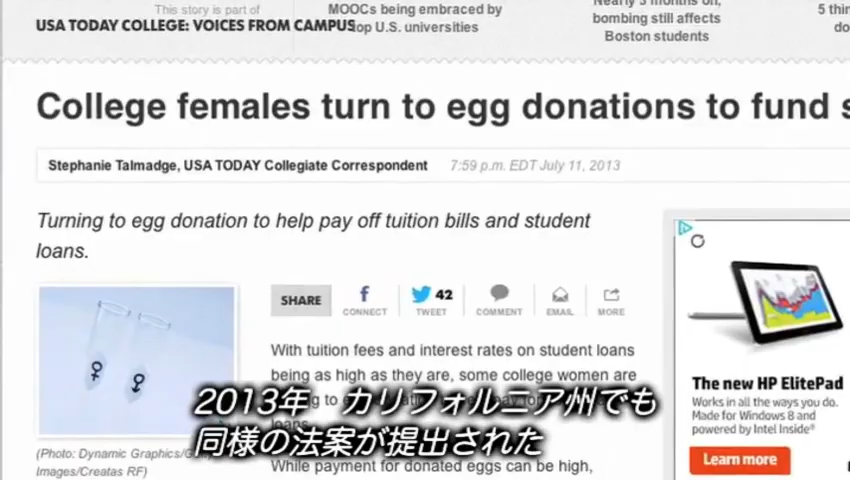 This story is part of
USA TODAY COLLEGE: VOICES FROM CAMPUS
MOOCs being embraced by
top U.S. universities
Nearly 3 months on,
bombing still affects
Boston students
5
College females turn to egg donations to fund
Stephanie Talmadge, USA TODAY Collegiate Correspondent 7:59 p.m. EDT July 11, 2013
Turning to egg donation to help pay off tuition bills and student
loans.
SHARE
CONNECT
42
TWEET
COMMENT
EMAIL
MORE
With tuition fees and interest rates on student loans
being as high as they are, some college women are
While payment for donated eggs can be high,
(Photo: Dynamic Graphics/
Images/Creatas RF)
The new HP ElitePad
Works in all the ways you do.
Made for Windows 8 and
powered by Intel Inside®
Learn more
2013年 カリフォルニア州でも
同様の法案が提出された